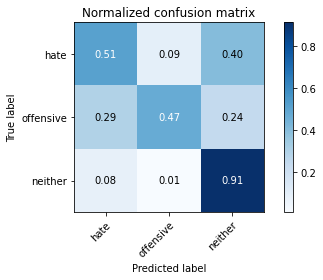 Normalized confusion matrix
True label
hate
0.51 0.09 0.40
offensive
0.29 0.47 0.24
neither
0.08 0.01 0.91
hate
offensive
neither
Predicted label
0.8
0.6
0.4
0.2